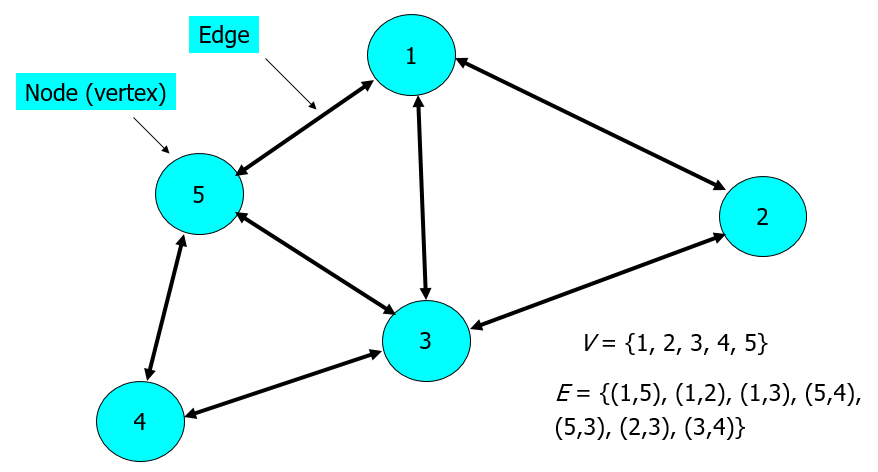 Edge
1
Node (vertex)
5
2
3
V = {1, 2, 3, 4, 5}
E = {(1,5), (1,2), (1,3), (5,4),
(5,3), (2,3), (3,4)}
4